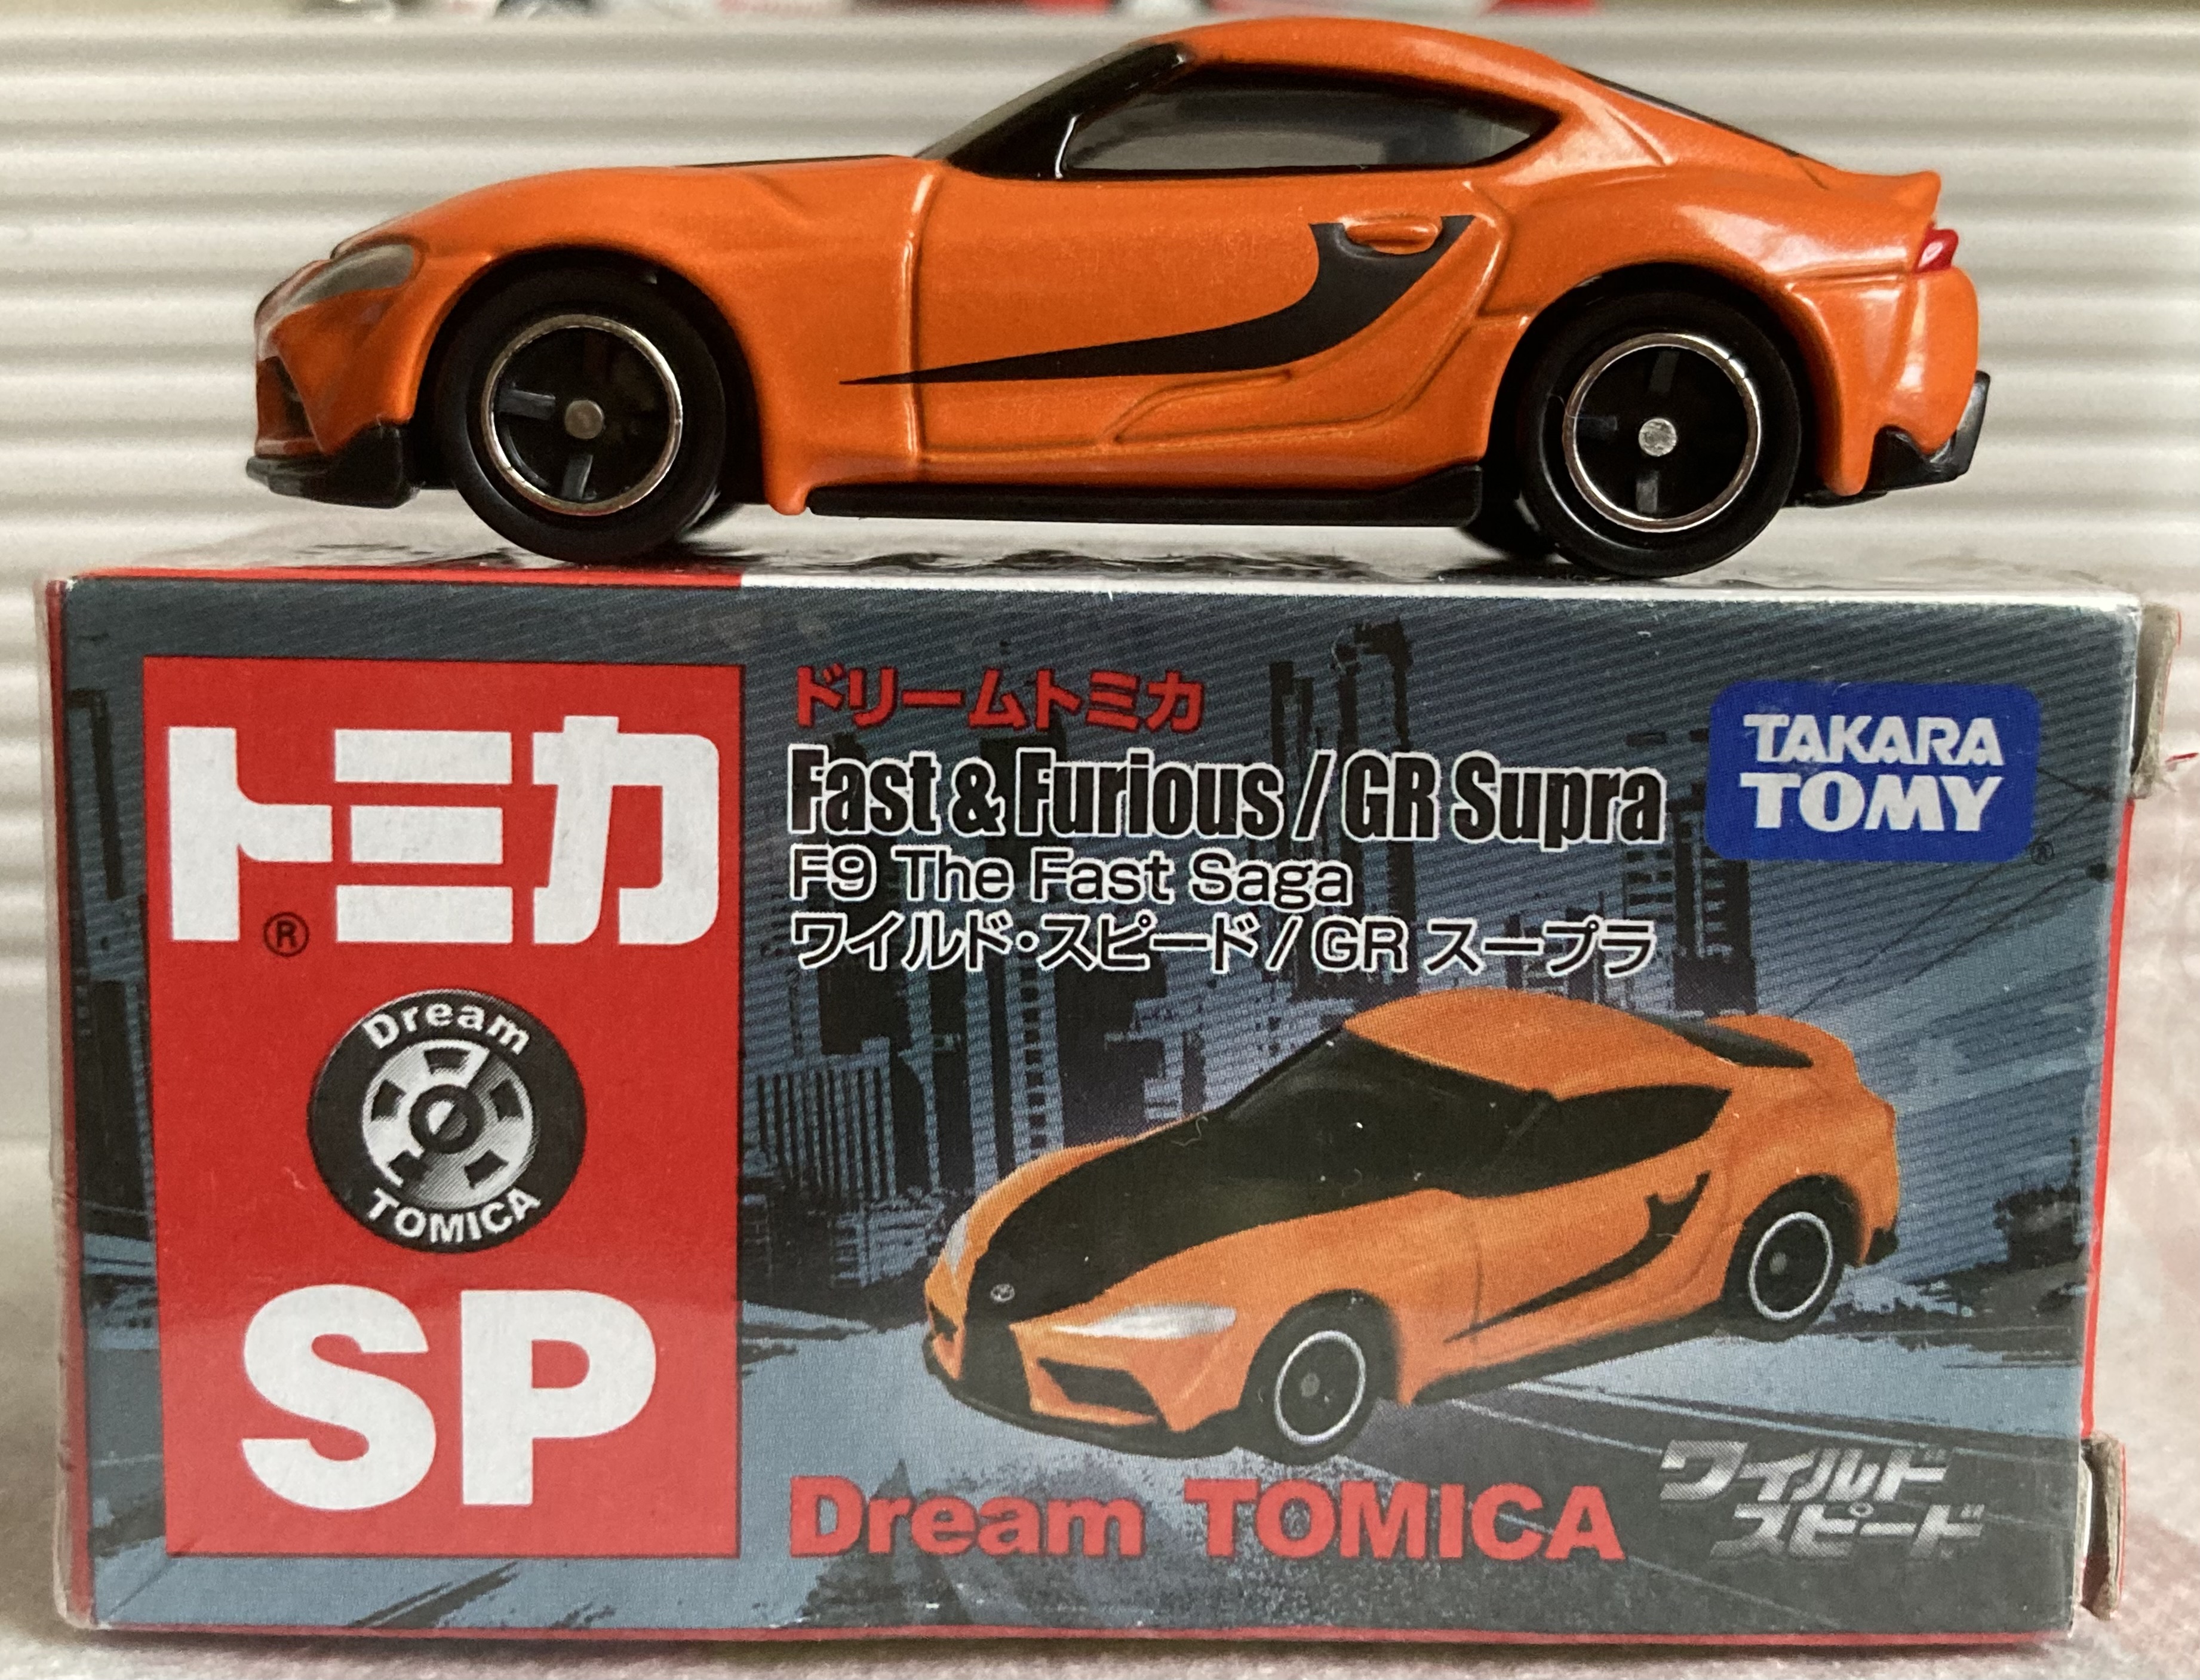 トミカ
®
Dream
TOMICA
SP
ドリームトミカ
Fast & Furious / GR Supra
F9 The Fast Saga
ワイルド・スピード / GR スープラ
TAKARA
TOMY
®
Dream TOMICA
ワイルド
スピード